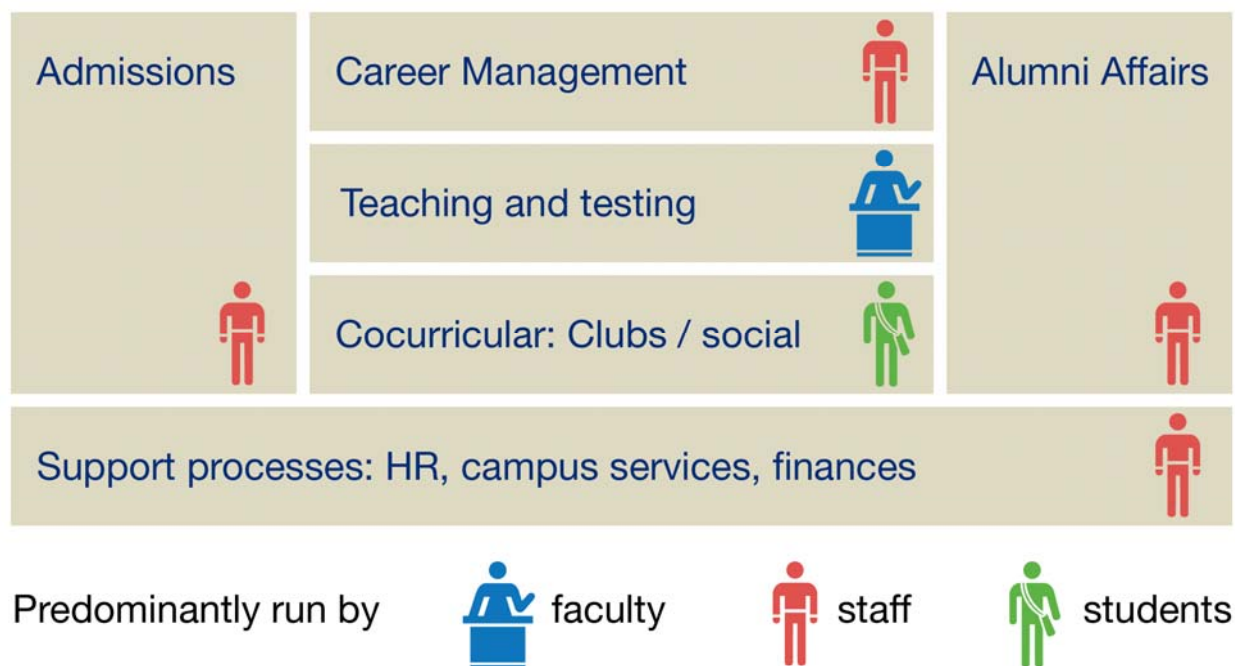 Admissions
Career Management
Alumni Affairs
Teaching and testing
Cocurricular: Clubs / social
Support processes: HR, campus services, finances
Predominantly run by
faculty
staff
students